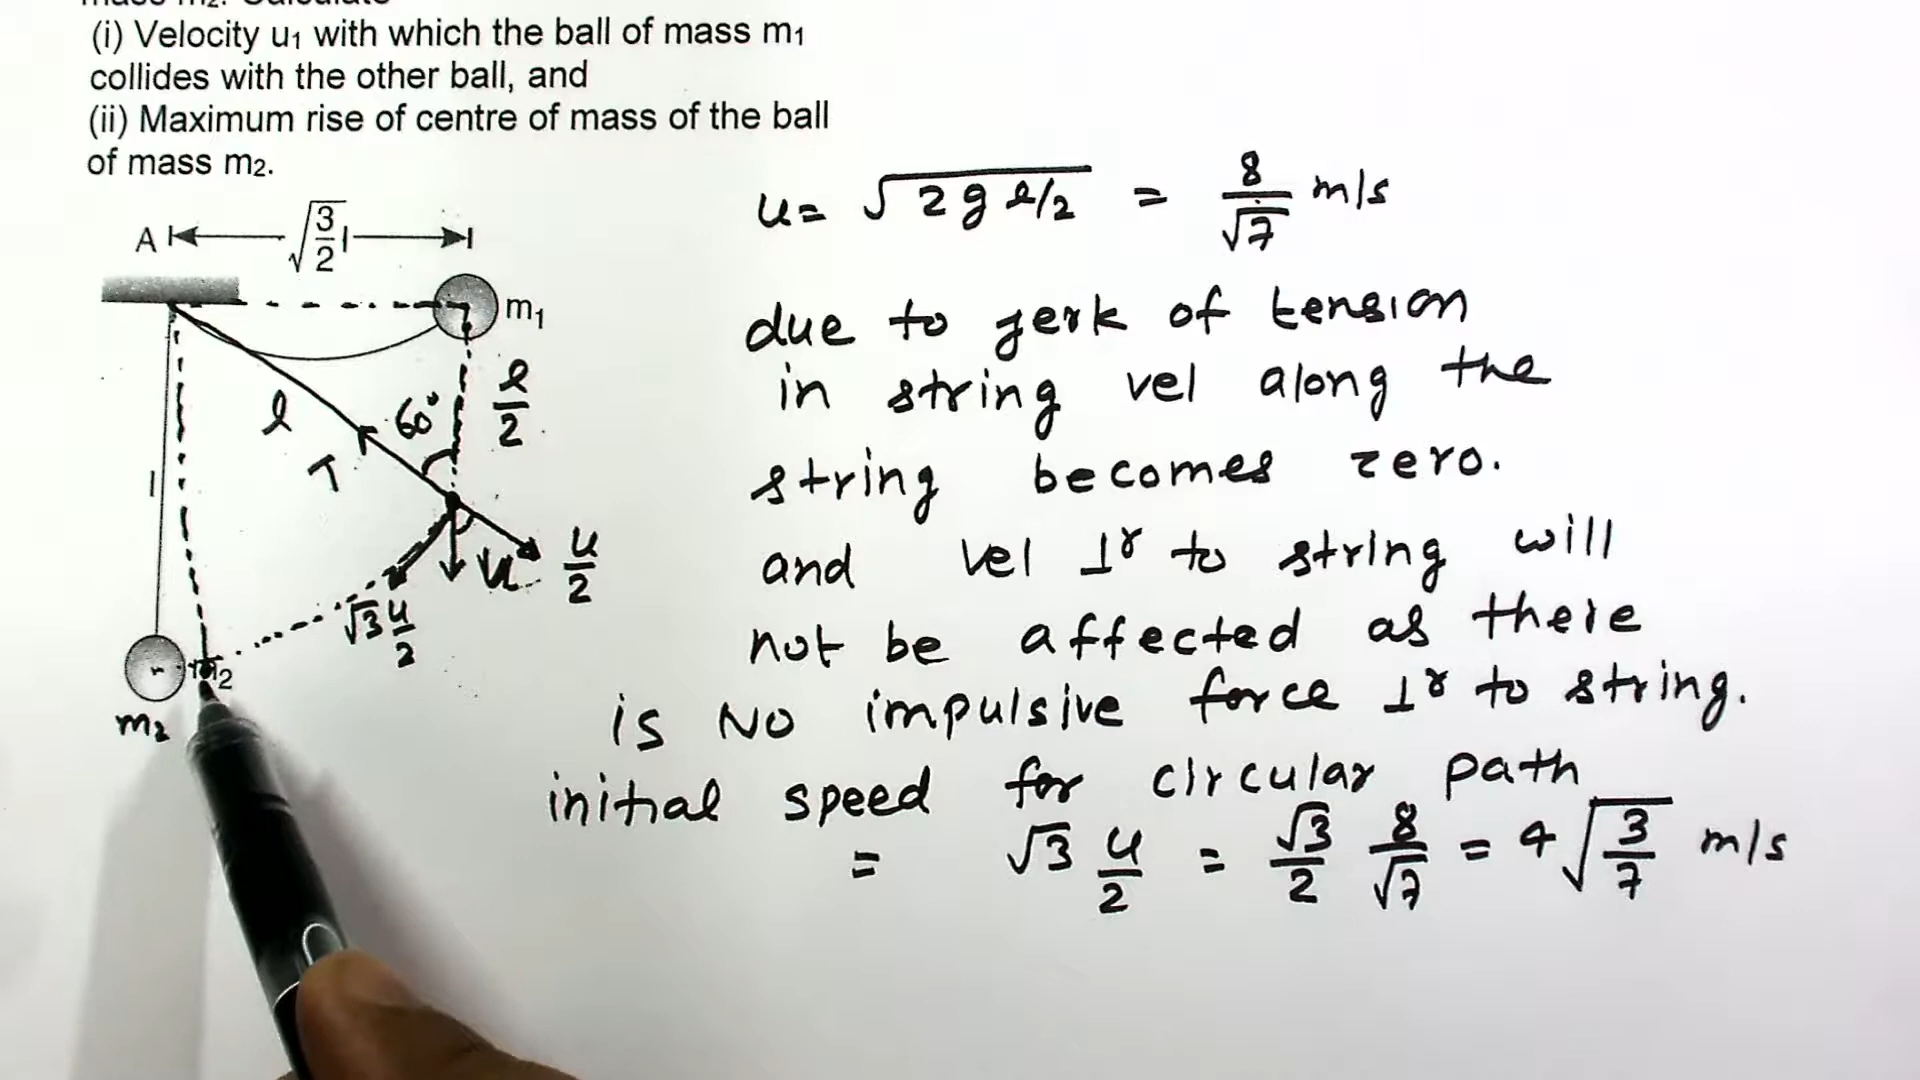 mass m2. Calculate
(i) Velocity u1 with which the ball of mass m1
collides with the other ball, and
(ii) Maximum rise of centre of mass of the ball
of mass m2.
A √3/2 l
m1
l/2
l
60°
T
l
u
u/2
√3 u/2
m2
m2
u = √2 g l/2 = 8/√7 m/s
due to jerk of tension
in string vel along the
string becomes zero.
and vel ⊥r to string will
not be affected as there
is No impulsive force ⊥r to string.
initial speed for circular path
= √3 u/2 = √3/2 8/√7 = 4 √3/7 m/s